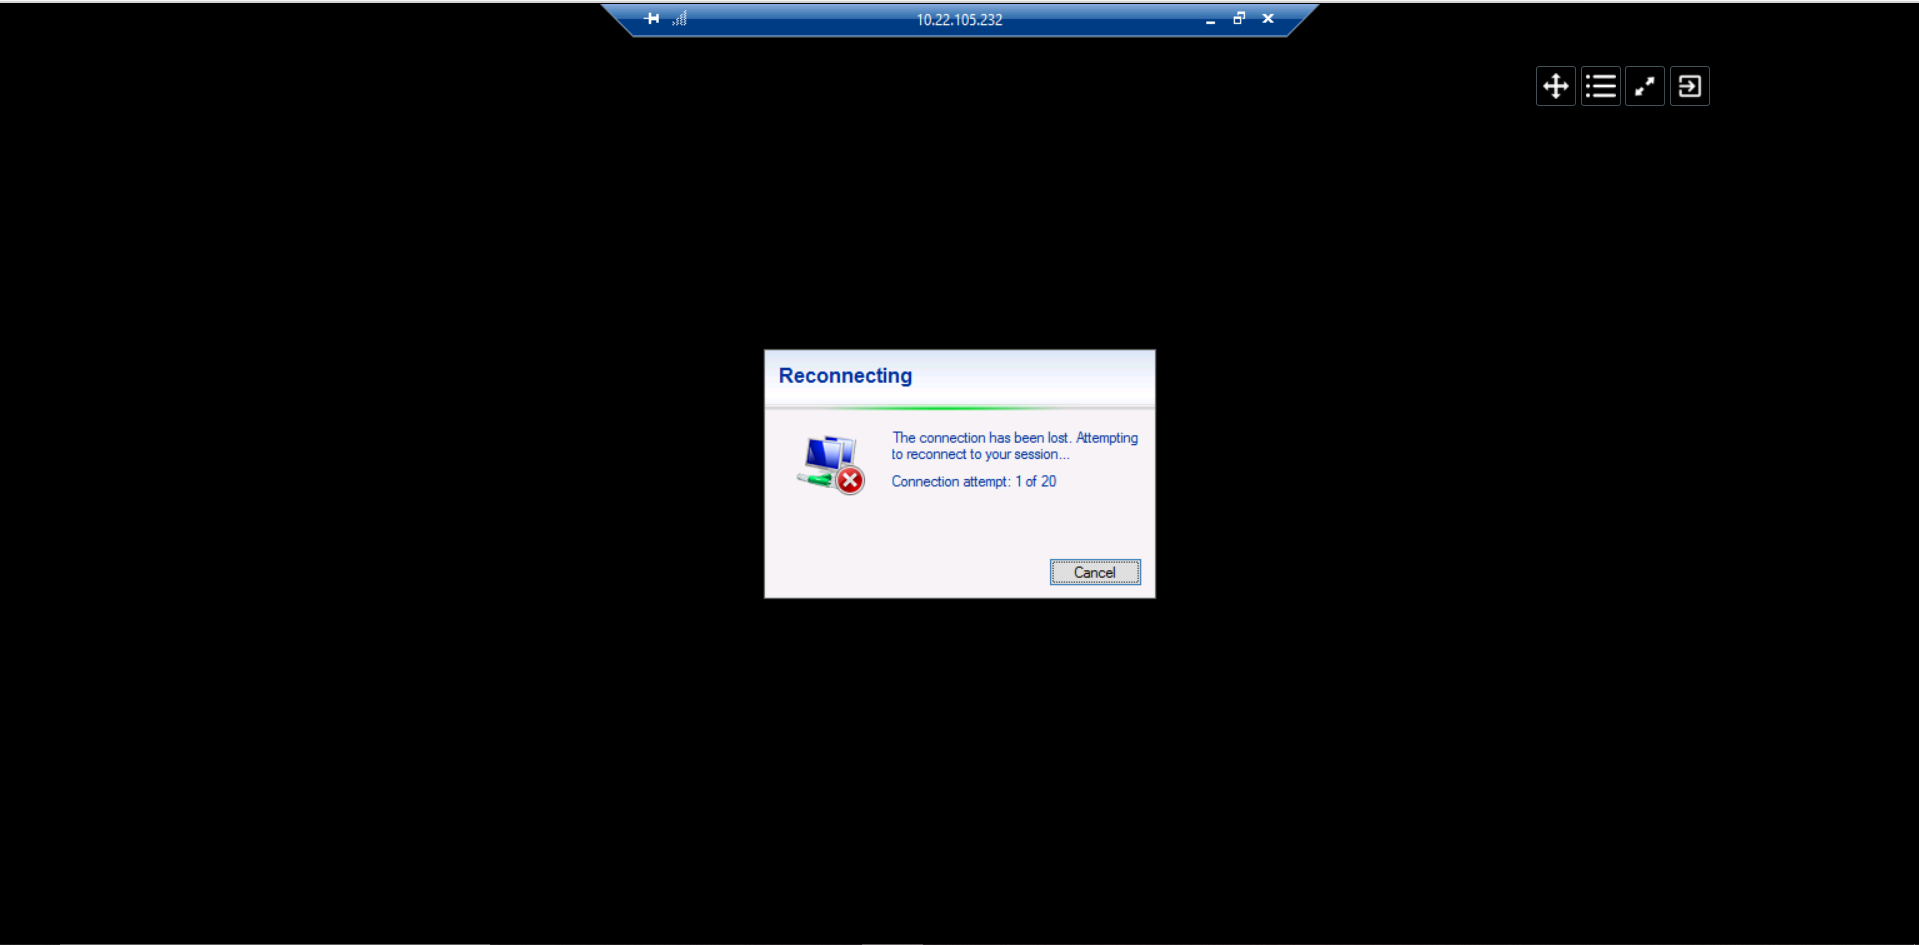 10.22.105.232
Reconnecting
The connection has been lost. Attempting
to reconnect to your session...
Connection attempt: 1 of 20
Cancel